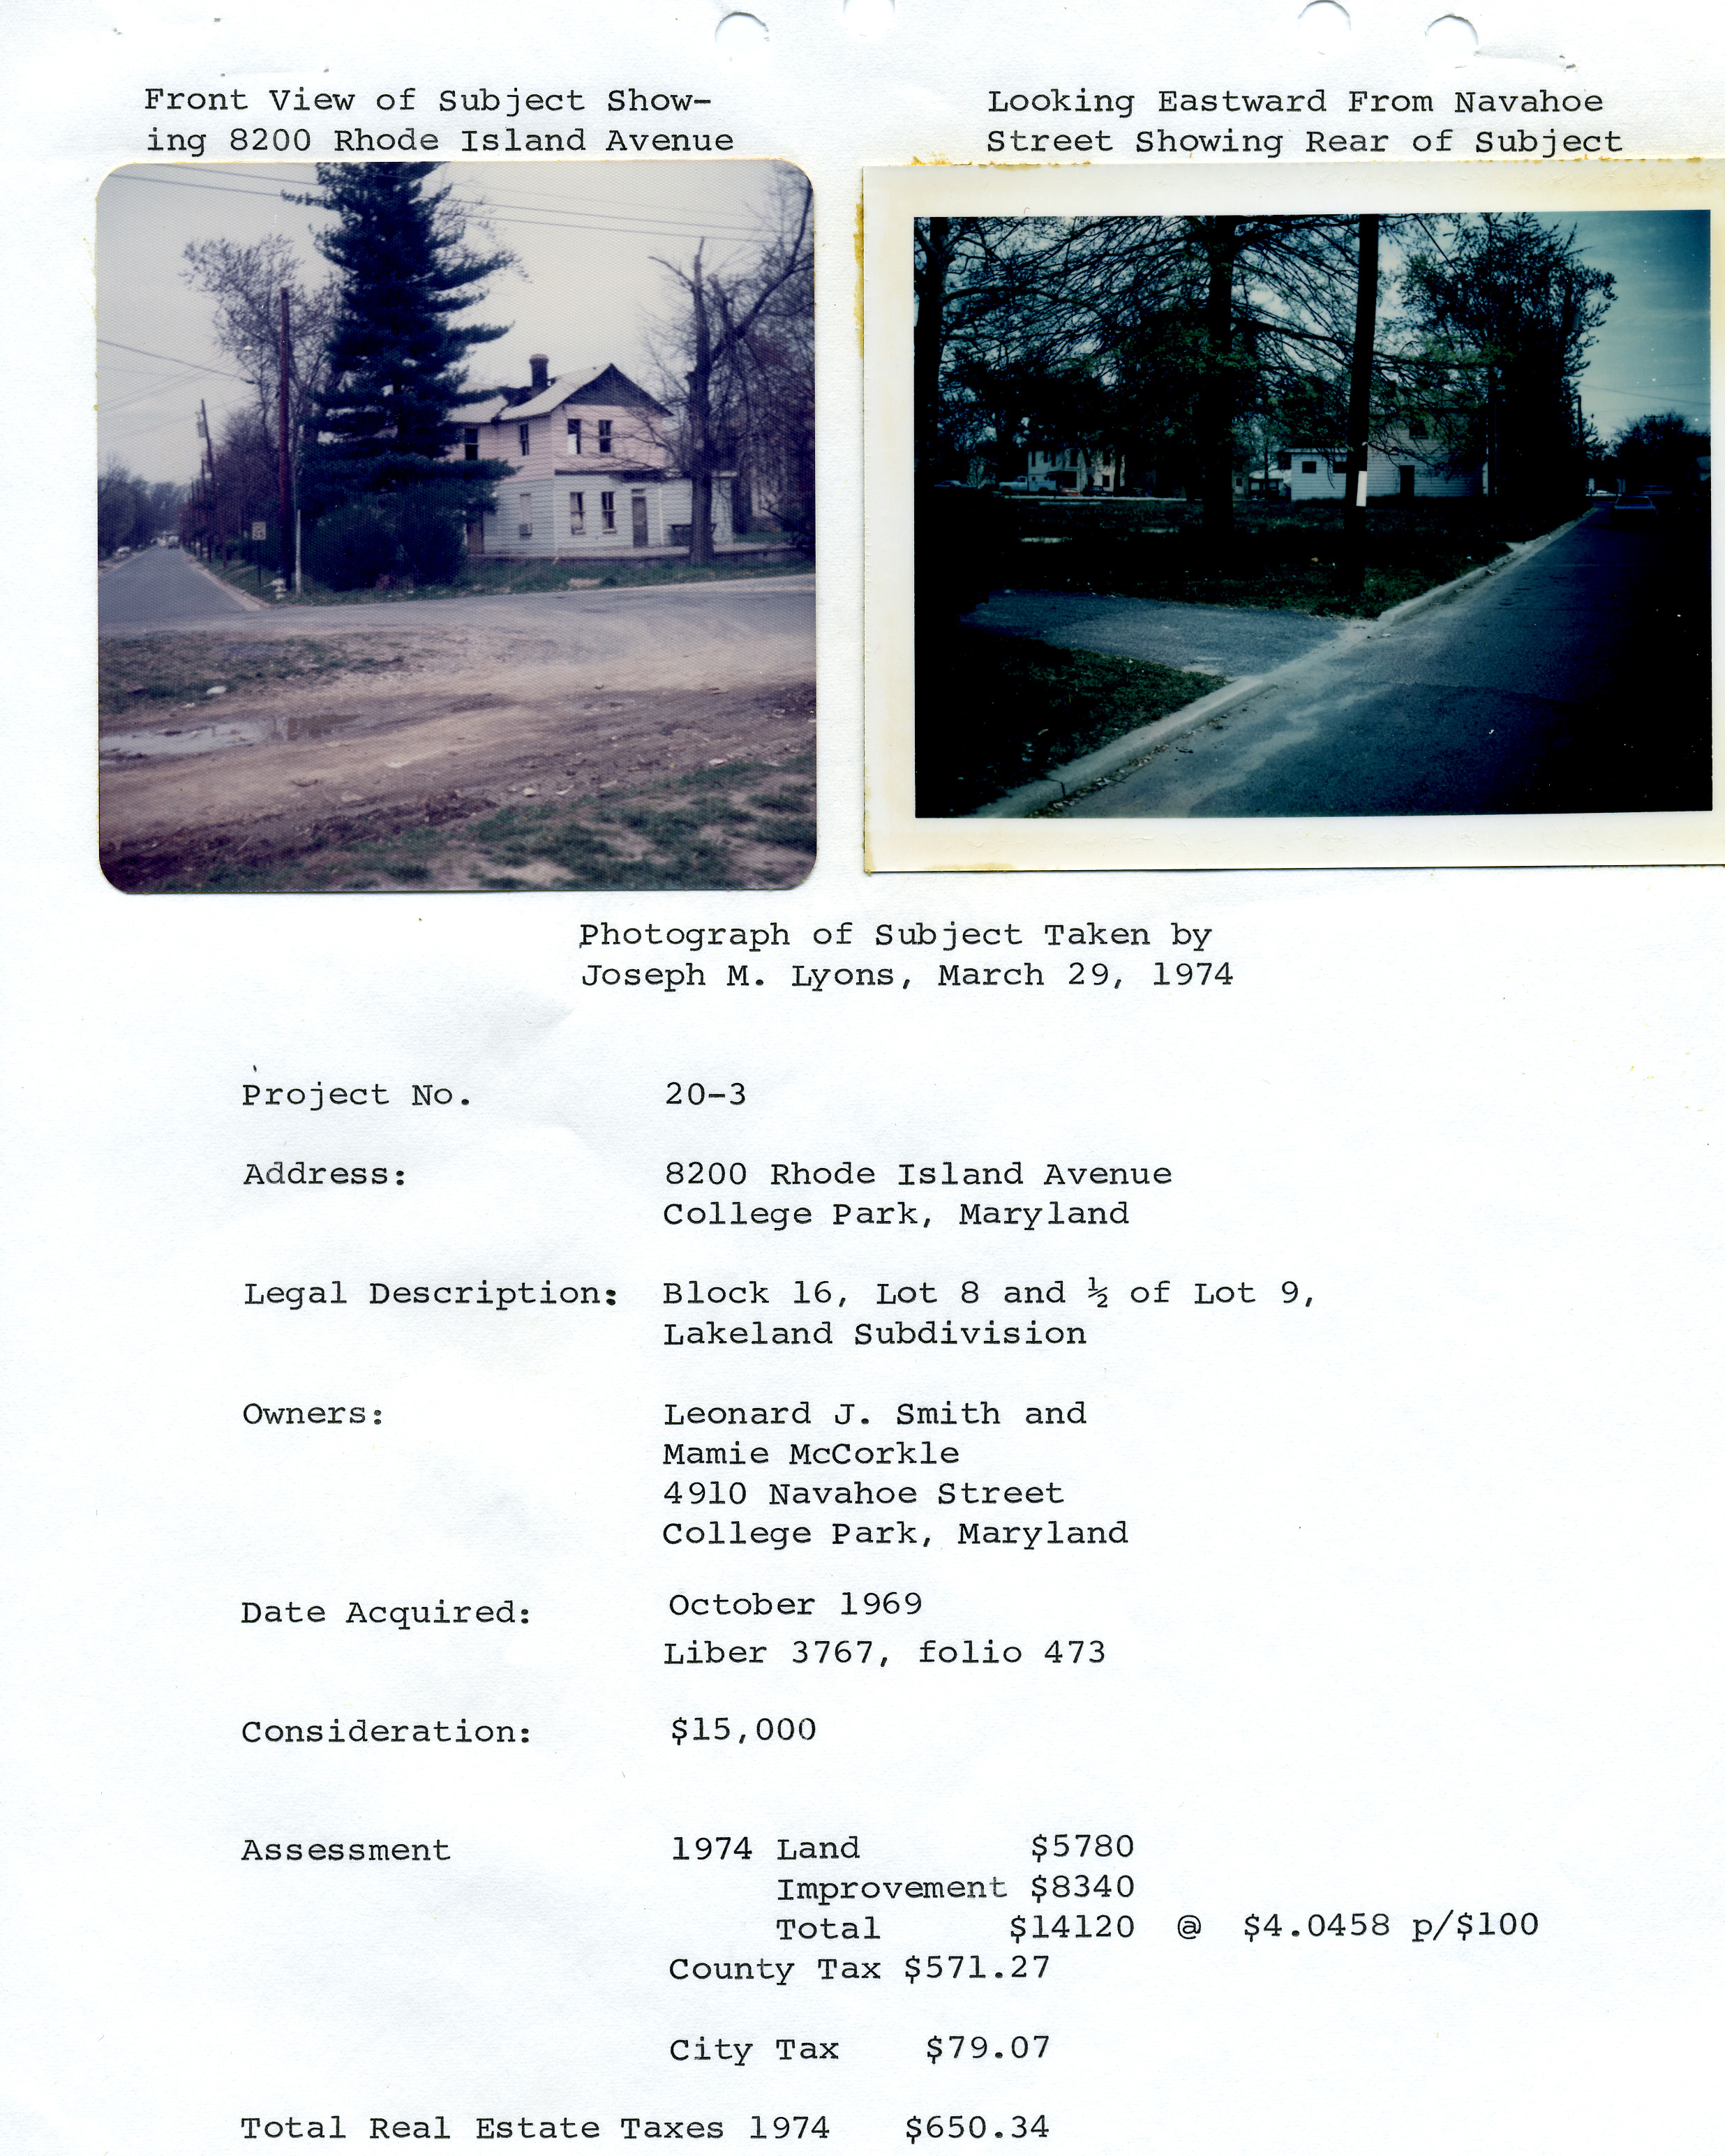 Front View of Subject Show-
ing 8200 Rhode Island Avenue
Looking Eastward From Navahoe
Street Showing Rear of Subject
Photograph of Subject Taken by
Joseph M. Lyons, March 29, 1974
Project No. 20-3
Address: 8200 Rhode Island Avenue
College Park, Maryland
Legal Description: Block 16, Lot 8 and ½ of Lot 9,
Lakeland Subdivision
Owners: Leonard J. Smith and
Mamie McCorkle
4910 Navahoe Street
College Park, Maryland
Date Acquired: October 1969
Liber 3767, folio 473
Consideration: $15,000
Assessment 1974 Land $5780
Improvement $8340
Total $14120 @ $4.0458 p/$100
County Tax $571.27
City Tax $79.07
Total Real Estate Taxes 1974 $650.34